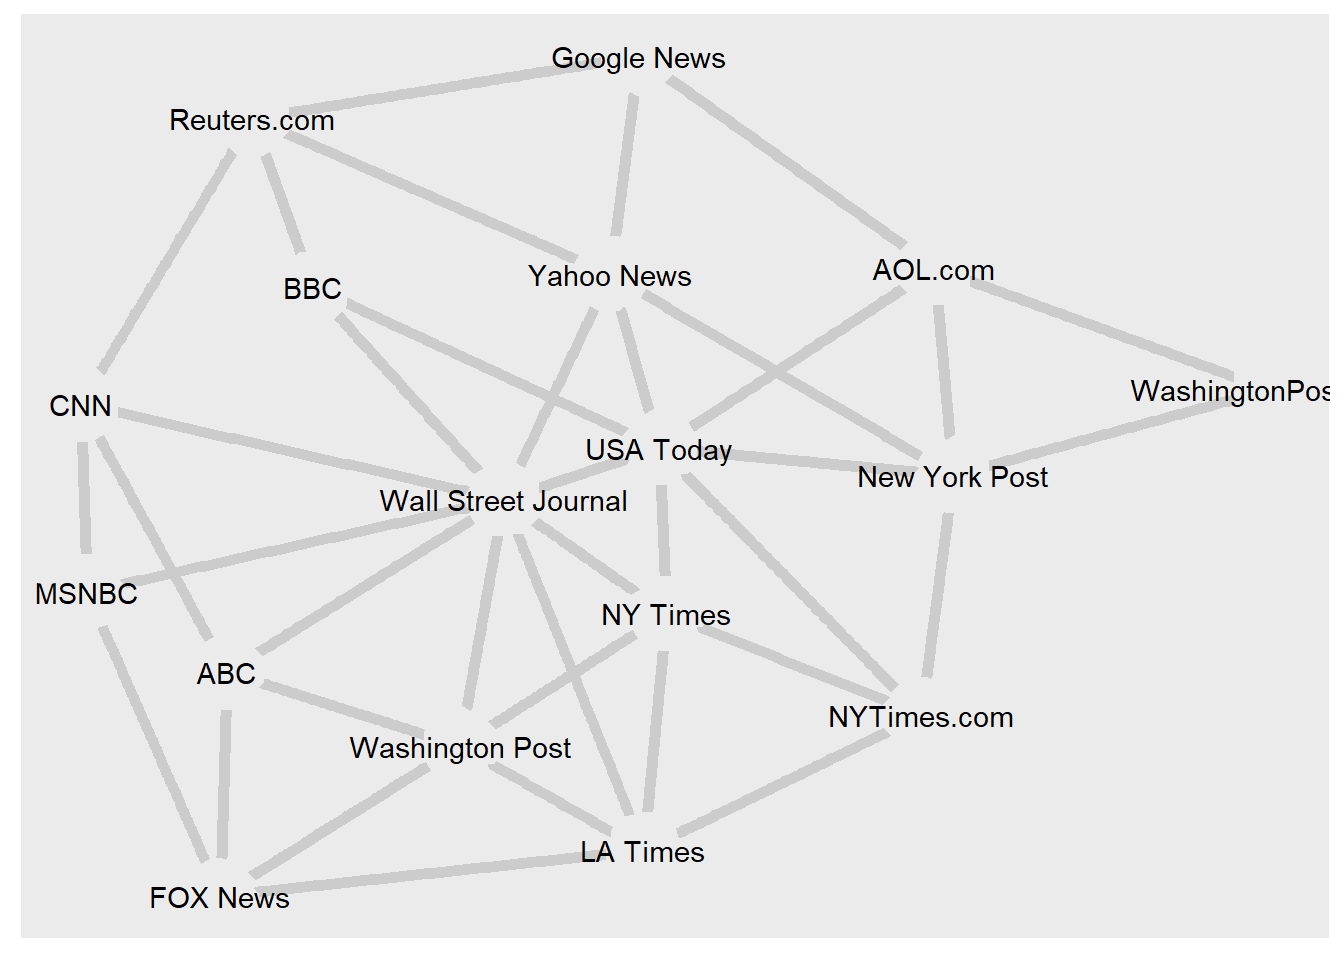 Google News
Reuters.com
AOL.com
Yahoo News
BBC
WashingtonPos
CNN
USA Today
New York Post
Wall Street Journal
MSNBC
NY Times
ABC
NYTimes.com
Washington Post
LA Times
FOX News